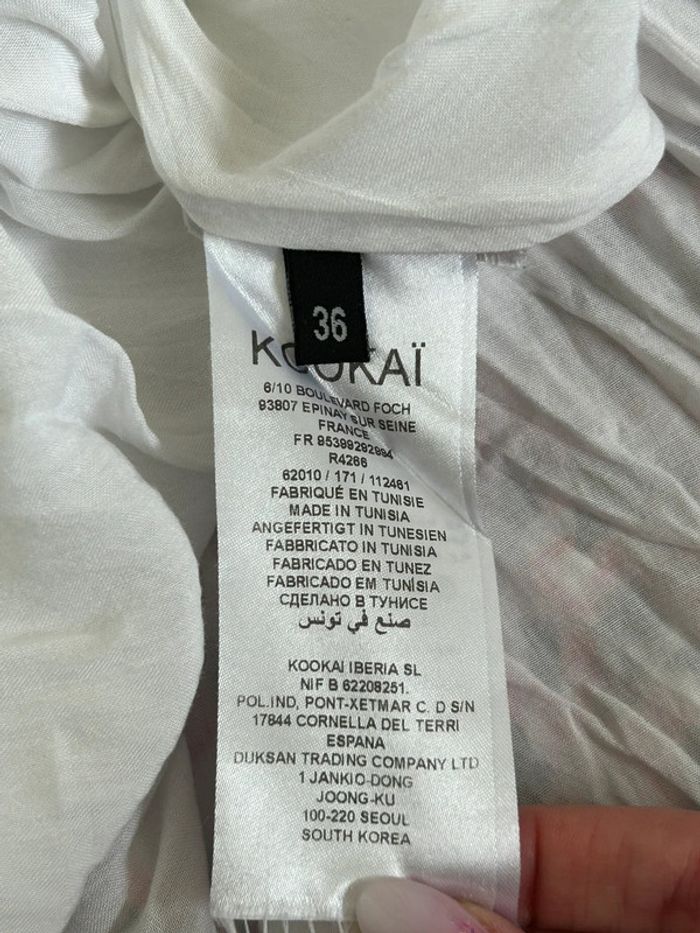 36
KOOKAÏ
6/10 BOULEVARD FOCH
93807 EPINAY SUR SEINE
FRANCE
FR 95399292994
R4266
62010 / 171 / 112461
FABRIQUÉ EN TUNISIE
MADE IN TUNISIA
ANGEFERTIGT IN TUNESIEN
FABBRICATO IN TUNISIA
FABRICADO EN TUNEZ
FABRICADO EM TUNÍSIA
СДЕЛАНО В ТУНИСЕ
صنع في تونس
KOOKAÏ IBERIA SL
NIF B 62208251.
POL.IND, PONT-XETMAR C. D S/N
17844 CORNELLA DEL TERRI
ESPANA
DUKSAN TRADING COMPANY LTD
1 JANKIO-DONG
JOONG-KU
100-220 SEOUL
SOUTH KOREA